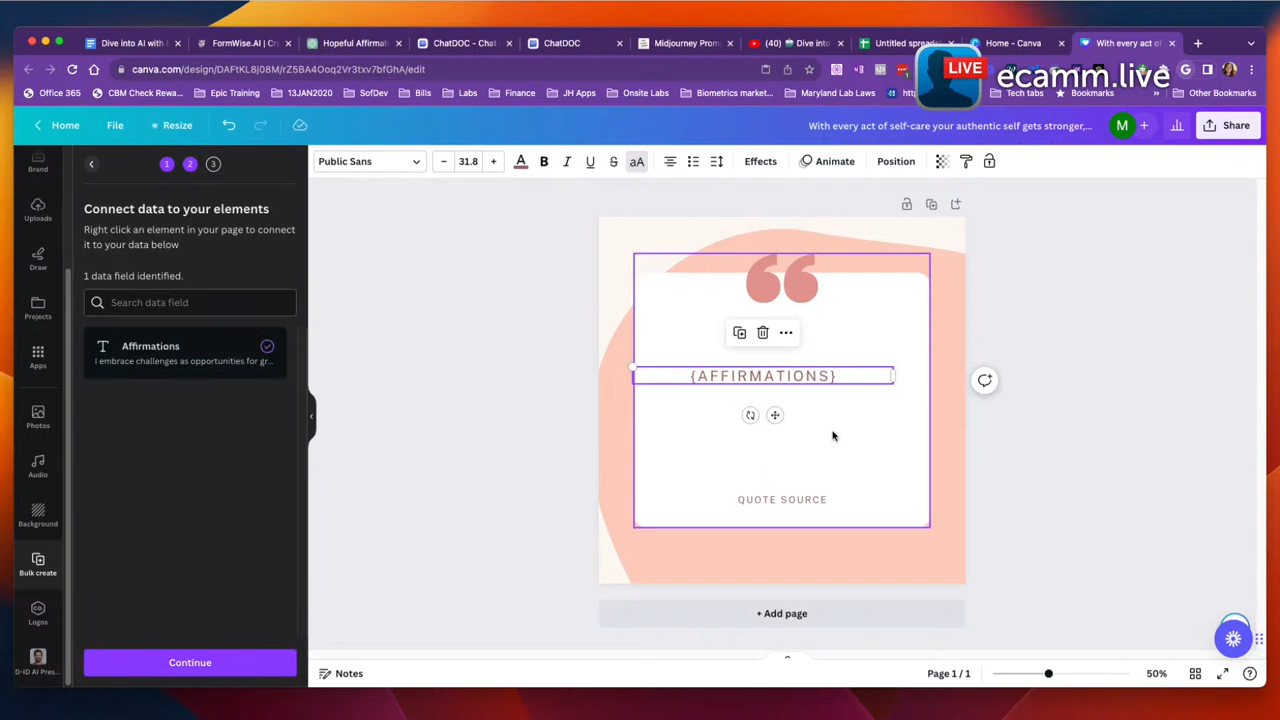 Dive into AI with M
FormWise.AI | C
Hopeful Affirmat
ChatDOC - Chat
ChatDOC
Midjourney Prom
(40) Dive into
Untitled spread
Home - Canva
With every act of
canva.com/design/DAFtKL8j08M/rZ5BA4Ooq2Vr3txv7bfGhA/edit
LIVE
ecamm.live
Office 365
CBM Check Rewa...
Epic Training
13JAN2020
SofDev
Bills
Labs
Finance
JH Apps
Onsite Labs
Biometrics market...
Maryland Lab Laws
Tech tabs
Bookmarks
Other Bookmarks
Home
File
Resize
With every act of self-care your authentic self gets stronger,...
M
Share
Brand
Uploads
Draw
Projects
Apps
Photos
Audio
Background
Bulk create
Logos
D-ID AI Pres...
1
2
3
Connect data to your elements
Right click an element in your page to connect
it to your data below
1 data field identified.
Search data field
Affirmations
I embrace challenges as opportunities for gr...
Continue
Public Sans
31.8
A
B
I
U
S
aA
Effects
Animate
Position
{AFFIRMATIONS}
QUOTE SOURCE
+ Add page
Notes
Page 1 / 1
50%